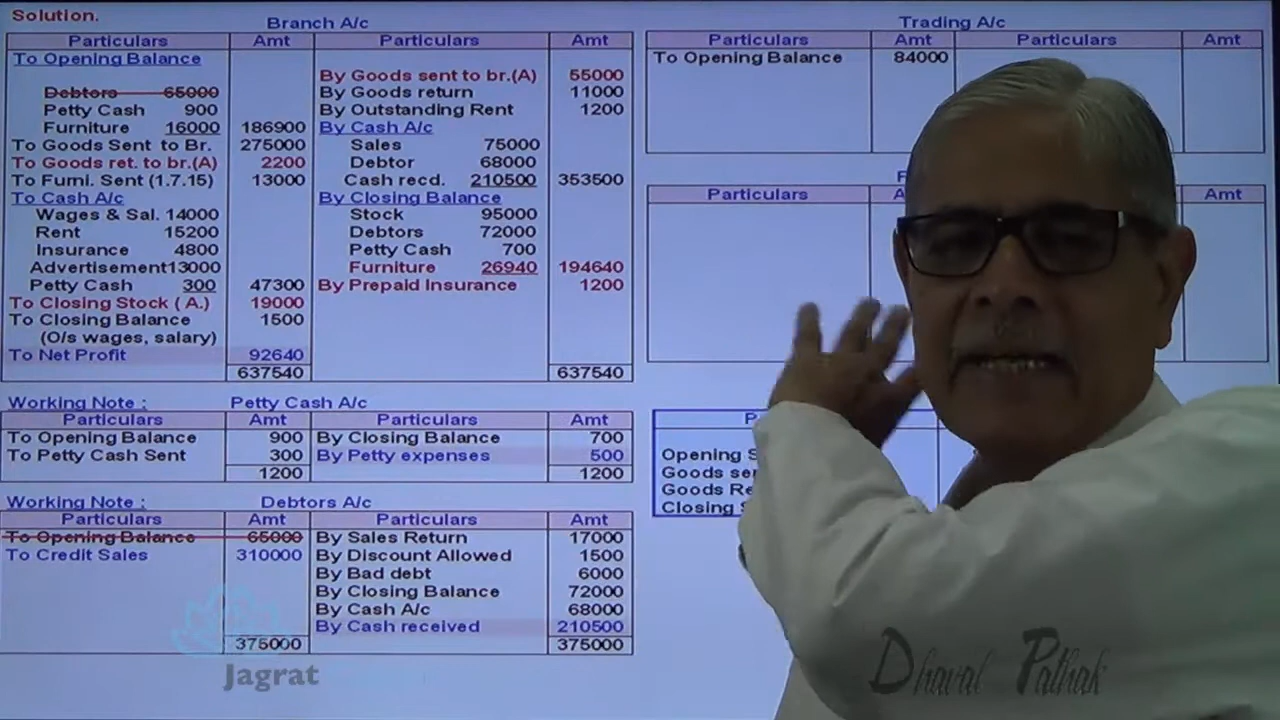 Solution.
Branch A/c
Particulars Amt Particulars Amt
To Opening Balance
Debtors 65000
Petty Cash 900
Furniture 16000 186900
To Goods Sent to Br. 275000
To Goods ret. to br.(A) 2200
To Furni. Sent (1.7.15) 13000
To Cash A/c
Wages & Sal. 14000
Rent 15200
Insurance 4800
Advertisement13000
Petty Cash 300 47300
To Closing Stock ( A.) 19000
To Closing Balance 1500
(O/s wages, salary)
To Net Profit 92640
637540
By Goods sent to br.(A) 55000
By Goods return 11000
By Outstanding Rent 1200
By Cash A/c
Sales 75000
Debtor 68000
Cash recd. 210500 353500
By Closing Balance
Stock 95000
Debtors 72000
Petty Cash 700
Furniture 26940 194640
By Prepaid Insurance 1200
637540
Working Note : Petty Cash A/c
Particulars Amt Particulars Amt
To Opening Balance 900 By Closing Balance 700
To Petty Cash Sent 300 By Petty expenses 500
1200 1200
Working Note : Debtors A/c
Particulars Amt Particulars Amt
To Opening Balance 65000 By Sales Return 17000
To Credit Sales 310000 By Discount Allowed 1500
By Bad debt 6000
By Closing Balance 72000
By Cash A/c 68000
By Cash received 210500
375000 375000
Trading A/c
Particulars Amt Particulars Amt
To Opening Balance 84000
Particulars Amt
Opening
Goods
Goods
Closing
Jagrat
Dhaval Pathak